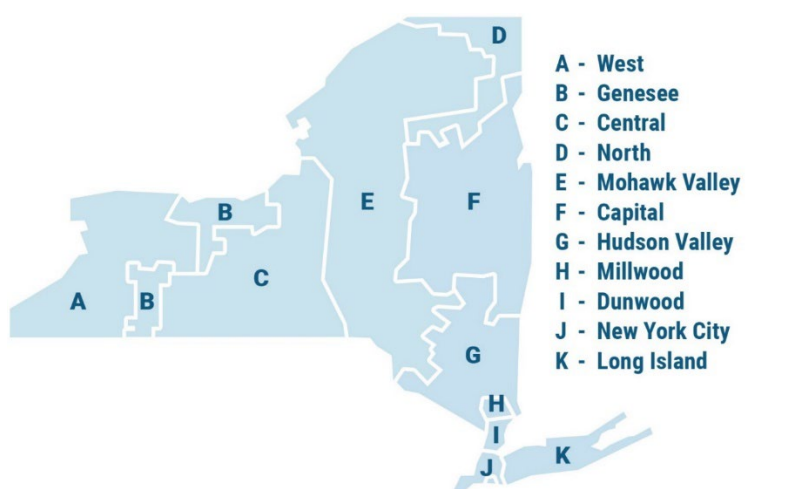 D
B
E
F
C
A
B
G
H
I
J
K
A - West
B - Genesee
C - Central
D - North
E - Mohawk Valley
F - Capital
G - Hudson Valley
H - Millwood
I - Dunwood
J - New York City
K - Long Island